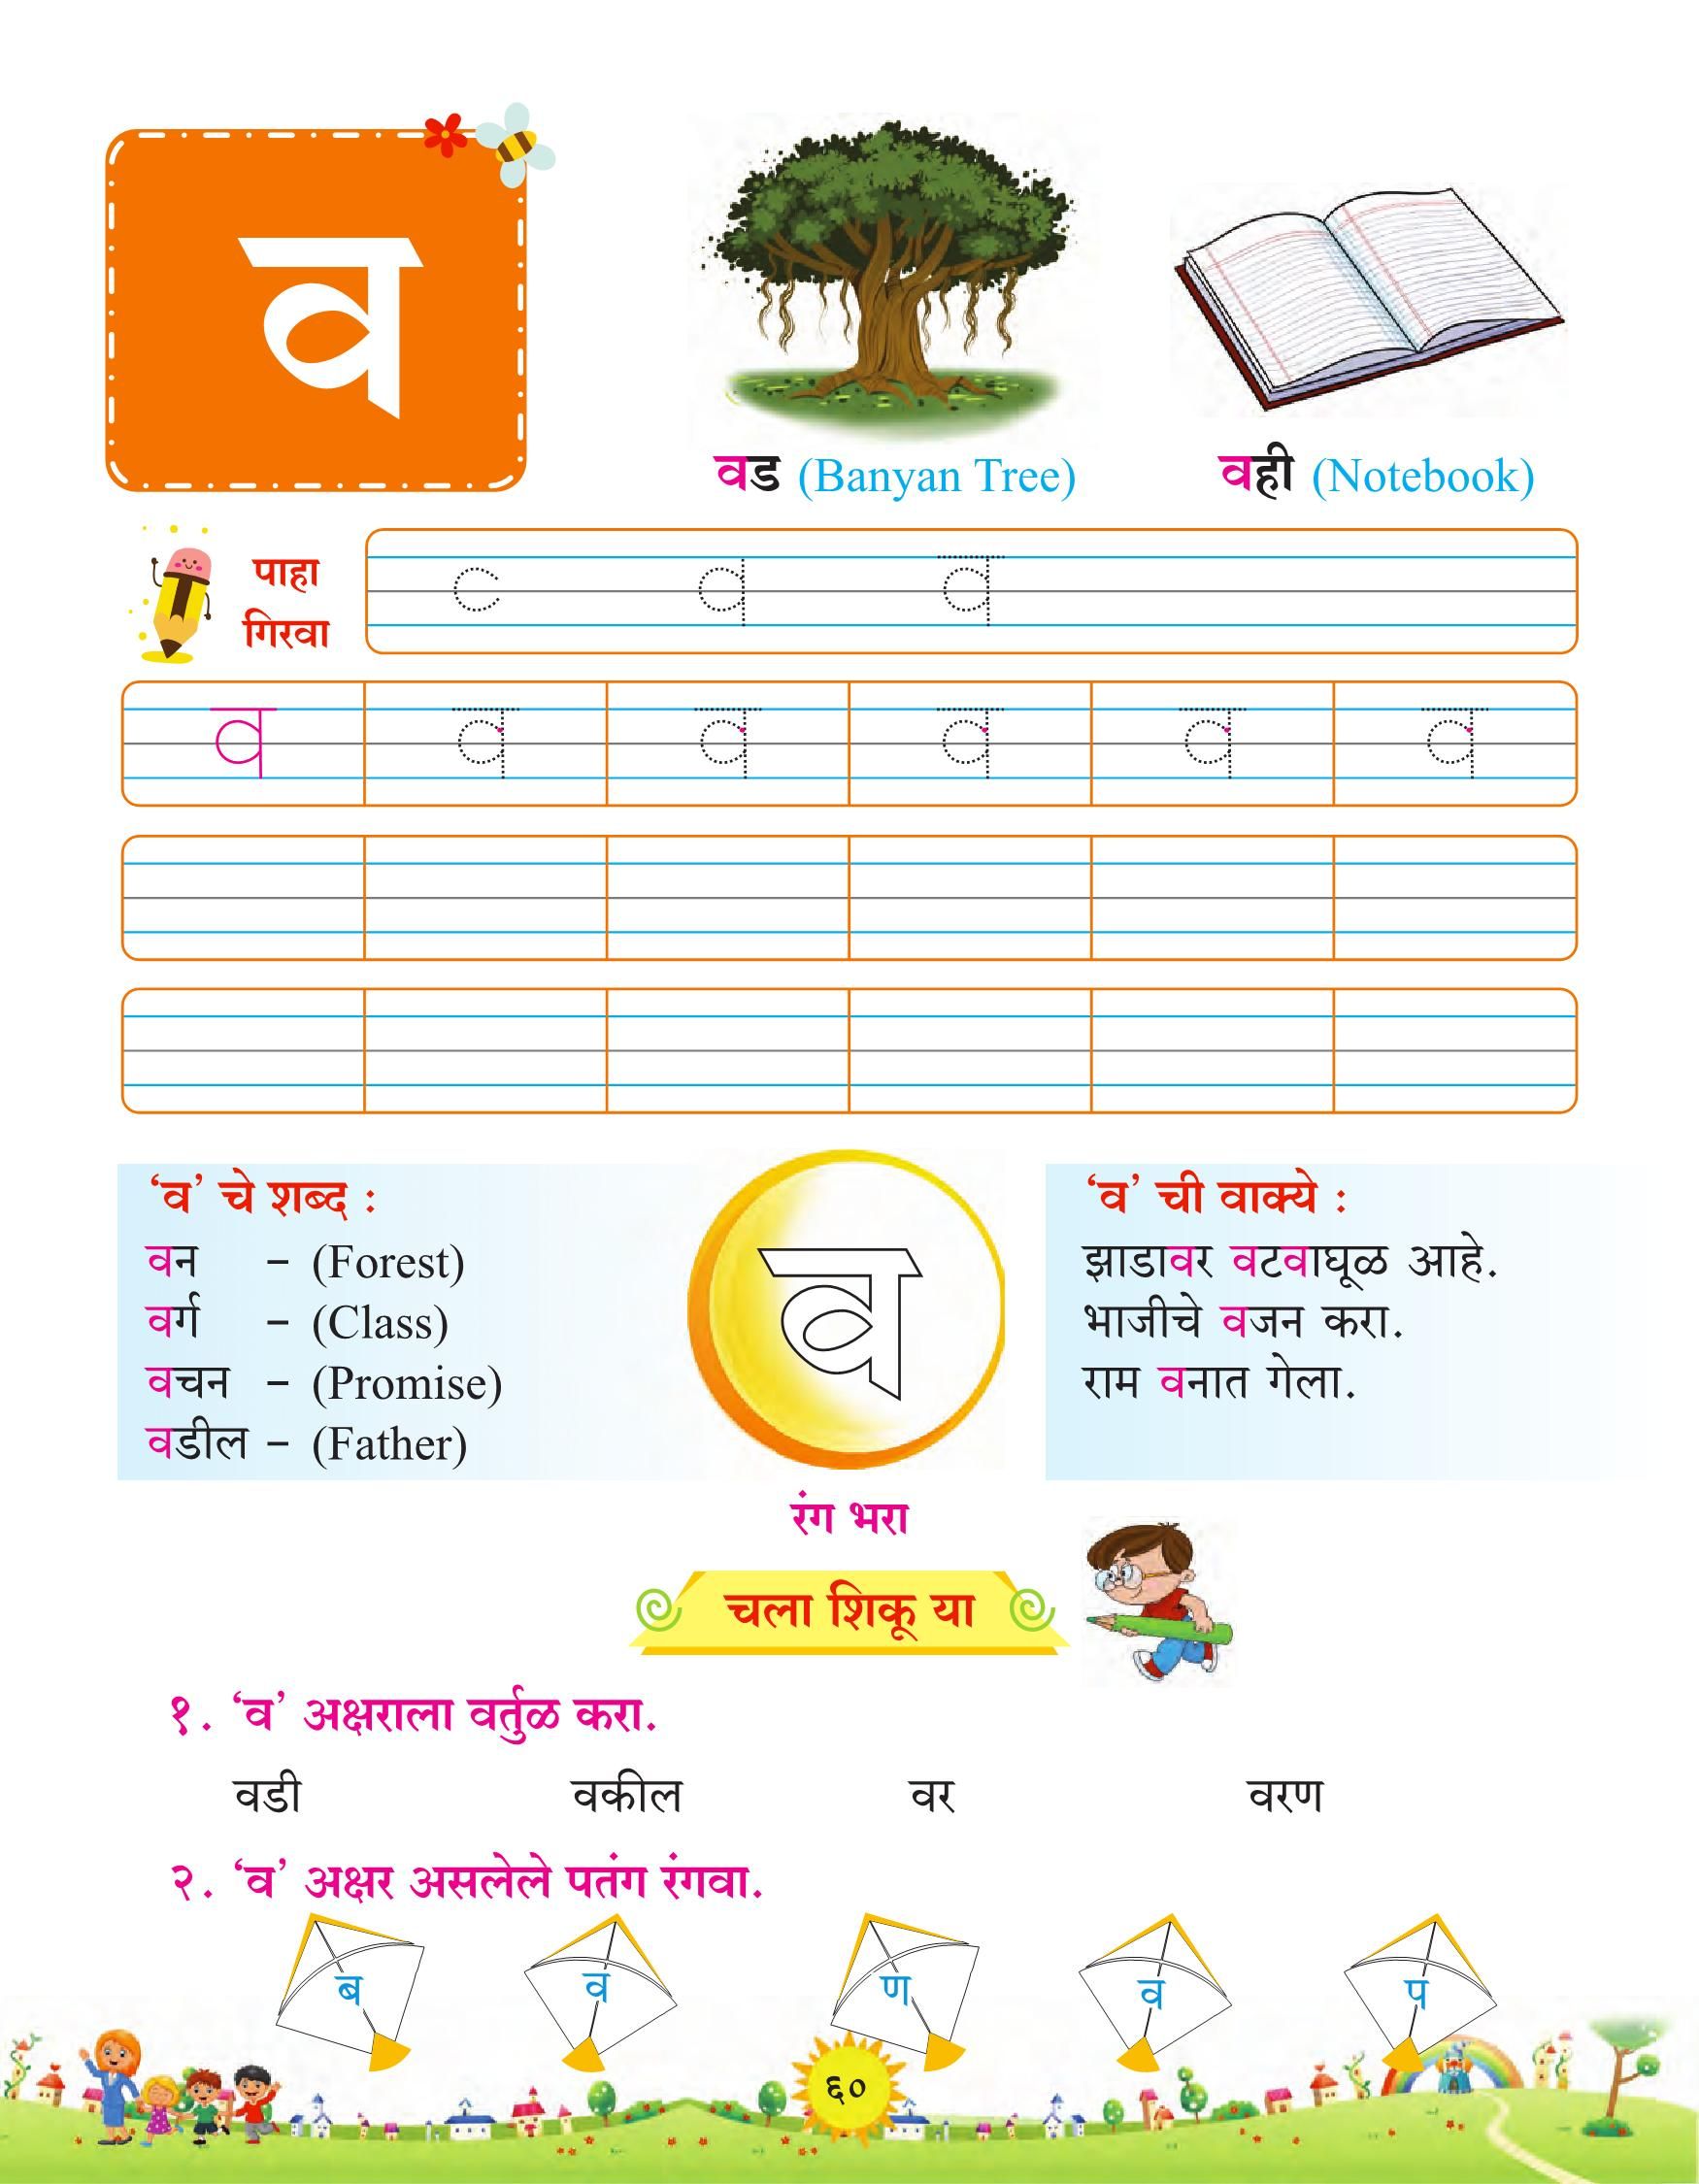 व
वड (Banyan Tree)
वही (Notebook)
पाहा
गिरवा
व व
व व व व व व
‘व’ चे शब्द :
वन – (Forest)
वर्ग – (Class)
वचन – (Promise)
वडील – (Father)
व
रंग भरा
‘व’ ची वाक्ये :
झाडावर वटवाघूळ आहे.
भाजीचे वजन करा.
राम वनात गेला.
चला शिकू या
१. ‘व’ अक्षराला वर्तुळ करा.
वडी वकील वर वरण
२. ‘व’ अक्षर असलेले पतंग रंगवा.
ब व ण व प
६०